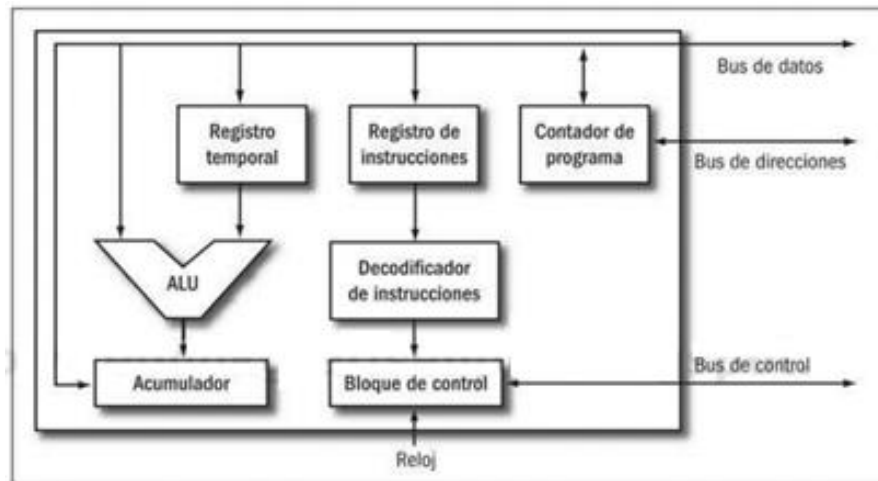 Bus de datos
Registro
temporal
Registro de
instrucciones
Contador de
programa
Bus de direcciones
ALU
Decodificador
de instrucciones
Bus de control
Acumulador
Bloque de control
Reloj